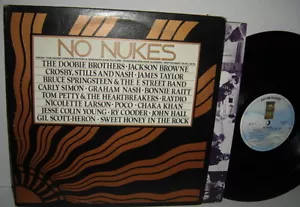 NO NUKES
THE DOOBIE BROTHERS · JACKSON BROWNE
CROSBY, STILLS AND NASH · JAMES TAYLOR
BRUCE SPRINGSTEEN & THE E STREET BAND
CARLY SIMON · GRAHAM NASH · BONNIE RAITT
TOM PETTY & THE HEARTBREAKERS · RAYDIO
NICOLETTE LARSON · POCO · CHAKA KHAN
JESSE COLIN YOUNG · RY COODER · JOHN HALL
GIL SCOTT-HERON · SWEET HONEY IN THE ROCK